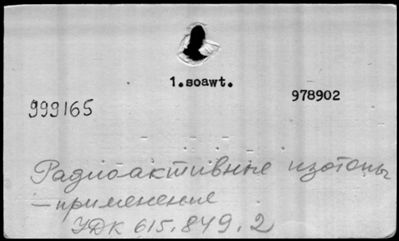 1.soawt.
978902
999165
Радиоактивные изотопы
—применение
УДК 615.849.2